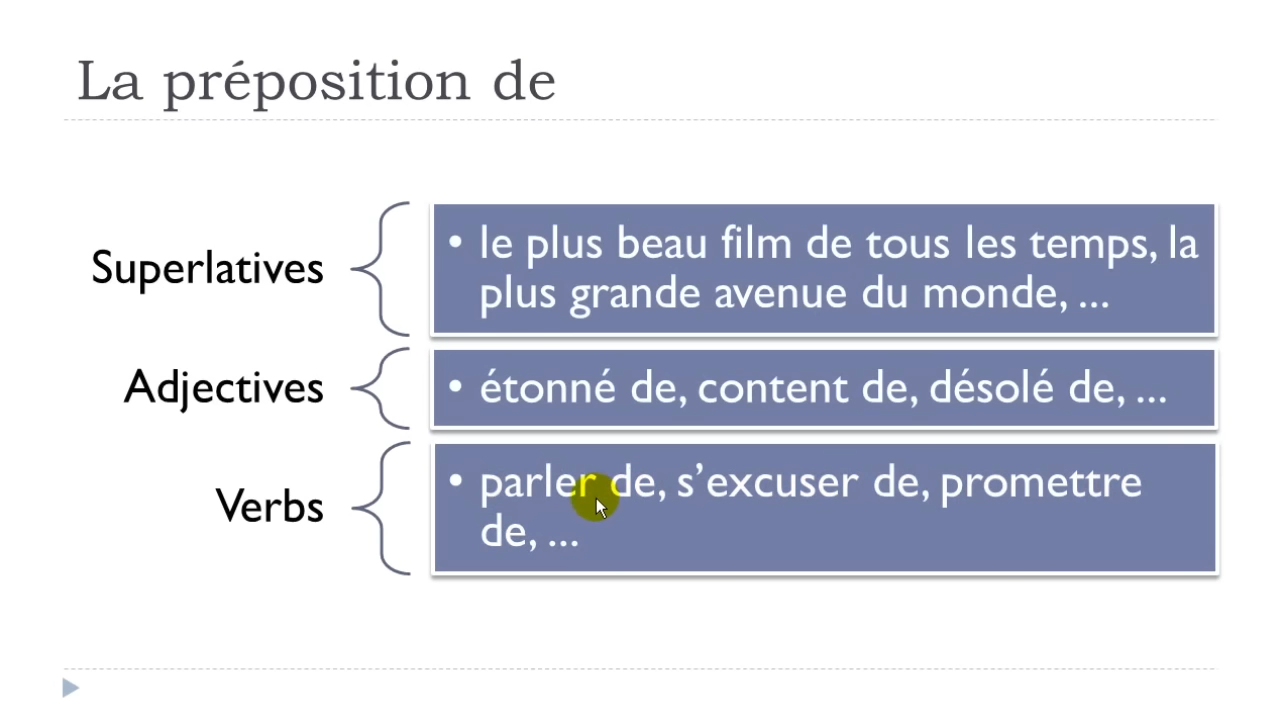 La préposition de
Superlatives
• le plus beau film de tous les temps, la
plus grande avenue du monde, ...
Adjectives
• étonné de, content de, désolé de, ...
Verbs
• parler de, s’excuser de, promettre
de, ...